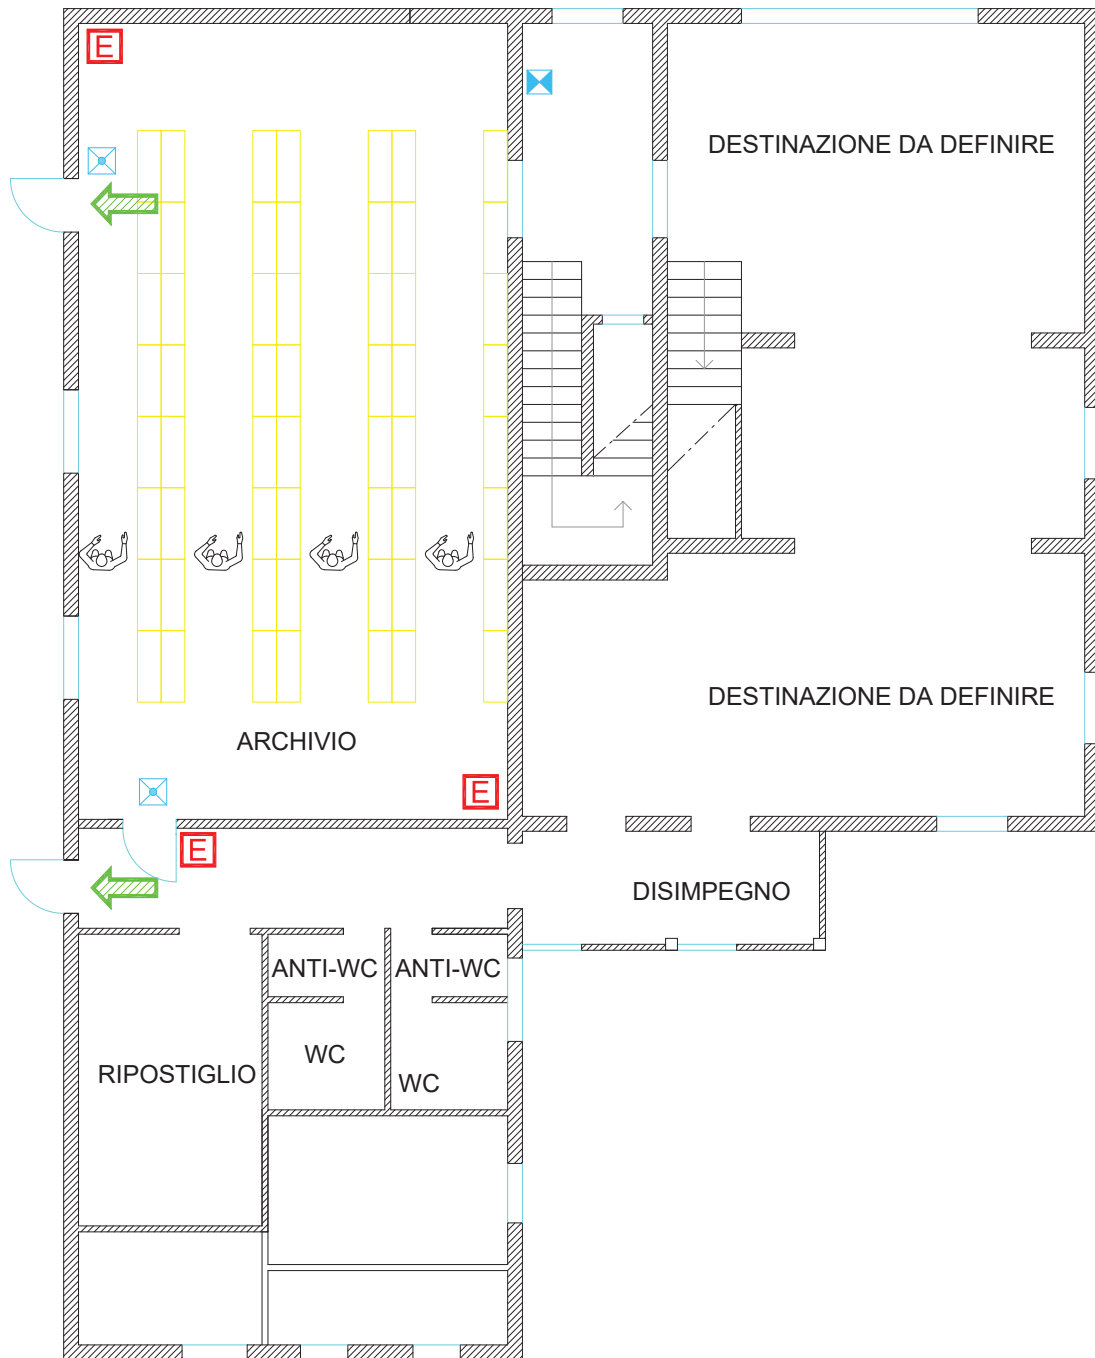 E
DESTINAZIONE DA DEFINIRE
DESTINAZIONE DA DEFINIRE
ARCHIVIO
E
E
DISIMPEGNO
ANTI-WC
ANTI-WC
WC
RIPOSTIGLIO
WC